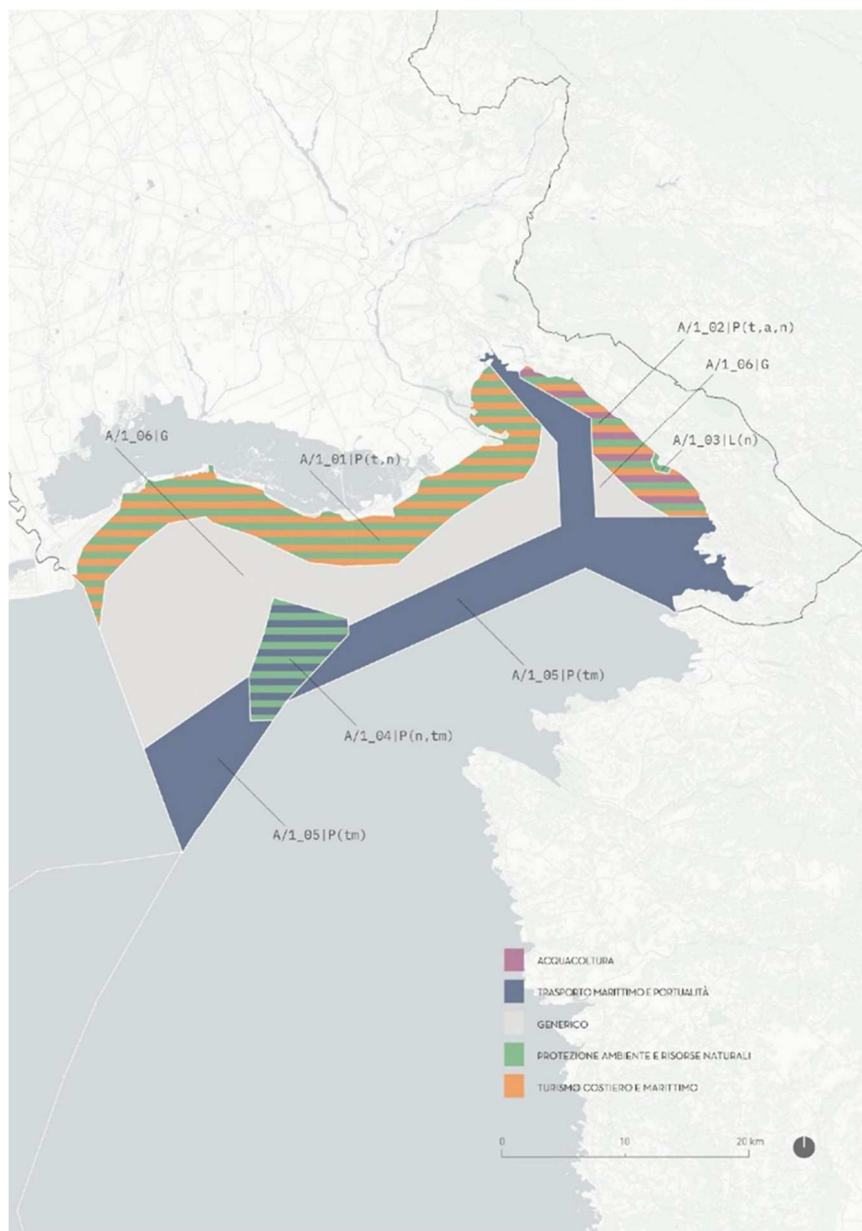 A/1_02|P(t,a,n)
A/1_06|G
A/1_06|G
A/1_03|L(n)
A/1_01|P(t,n)
A/1_05|P(tm)
A/1_04|P(n,tm)
A/1_05|P(tm)
ACQUACOLTURA
TRASPORTO MARITTIMO E PORTUALITÀ
GENERICO
PROTEZIONE AMBIENTE E RISORSE NATURALI
TURISMO COSTIERO E MARITTIMO
0 10 20 km